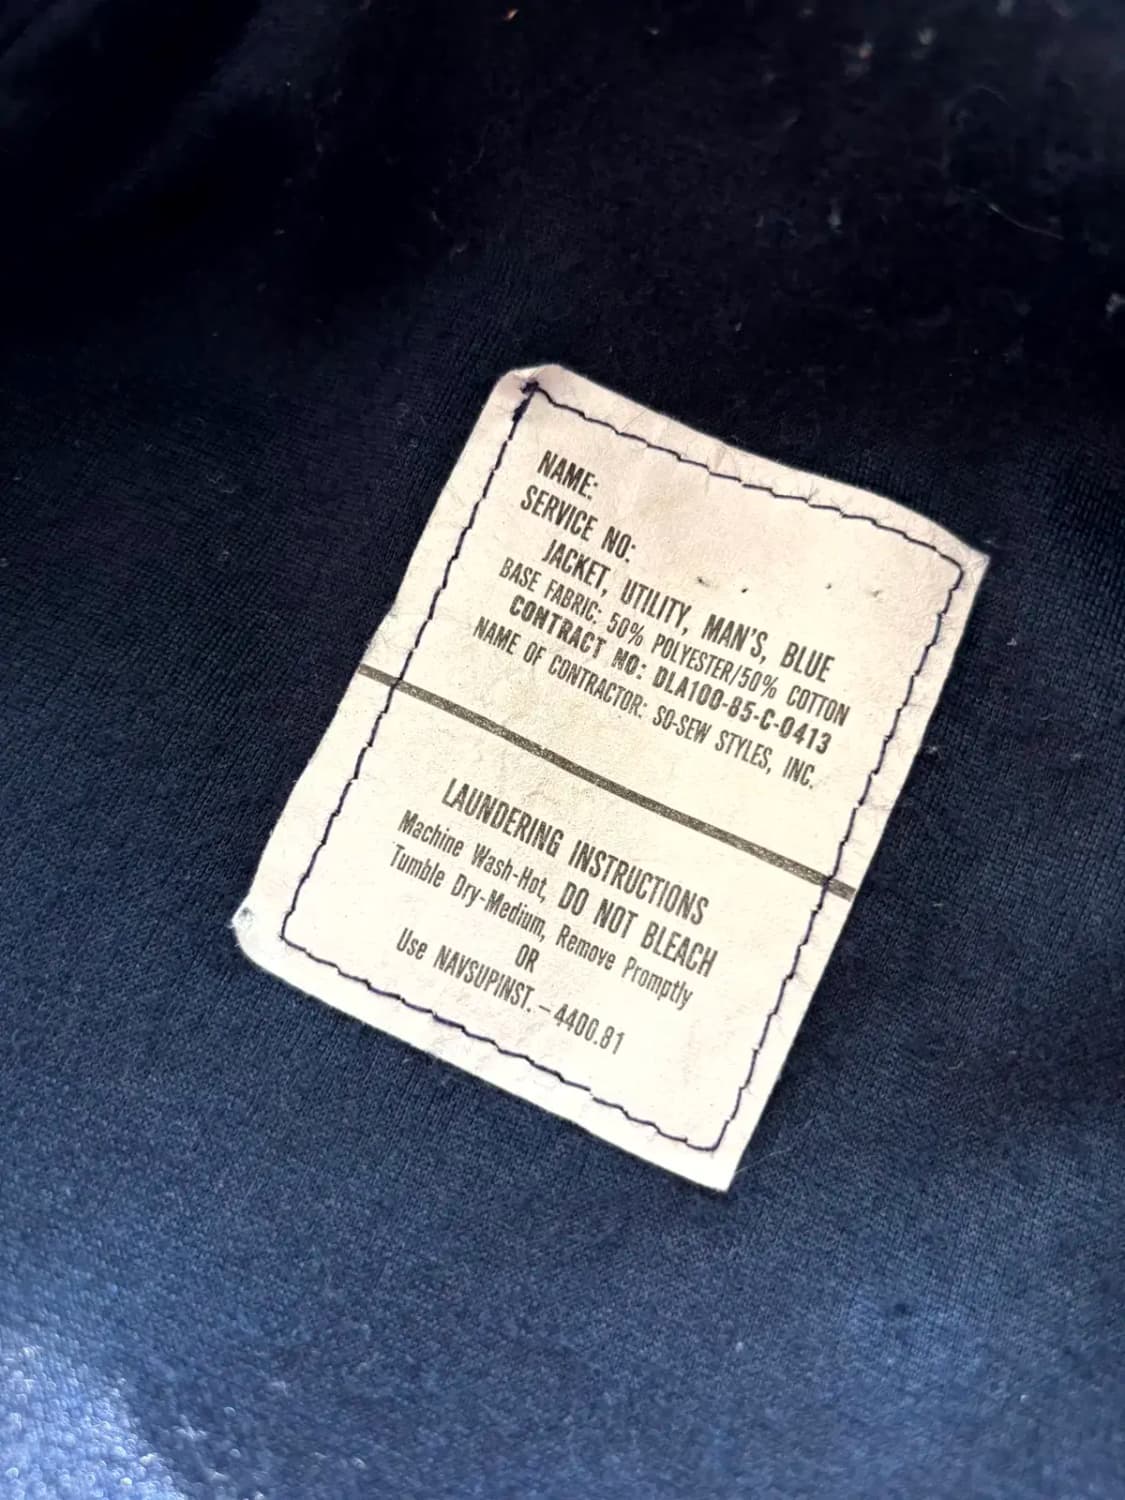 NAME:
SERVICE NO:
JACKET, UTILITY, MAN'S, BLUE
BASE FABRIC: 50% POLYESTER/50% COTTON
CONTRACT NO: DLA100-85-C-0413
NAME OF CONTRACTOR: SO-SEW STYLES, INC.
LAUNDERING INSTRUCTIONS
Machine Wash-Hot, DO NOT BLEACH
Tumble Dry-Medium, Remove Promptly
OR
Use NAVSUPINST. – 4400.81